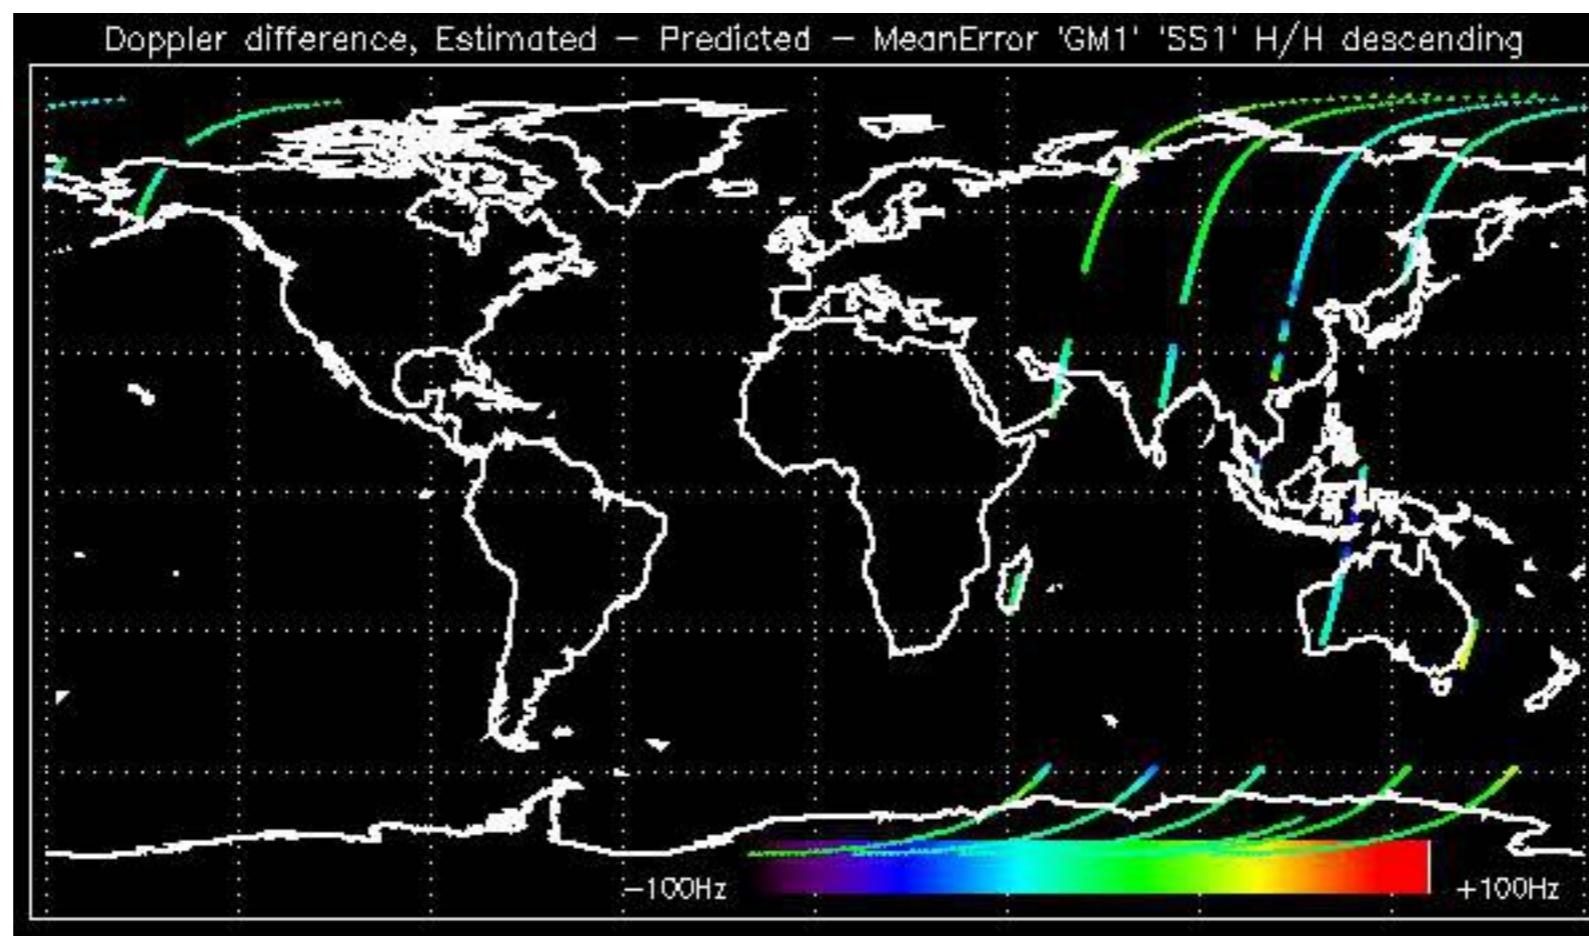 Doppler difference, Estimated — Predicted — MeanError 'GM1' 'SS1' H/H descending
−100Hz +100Hz